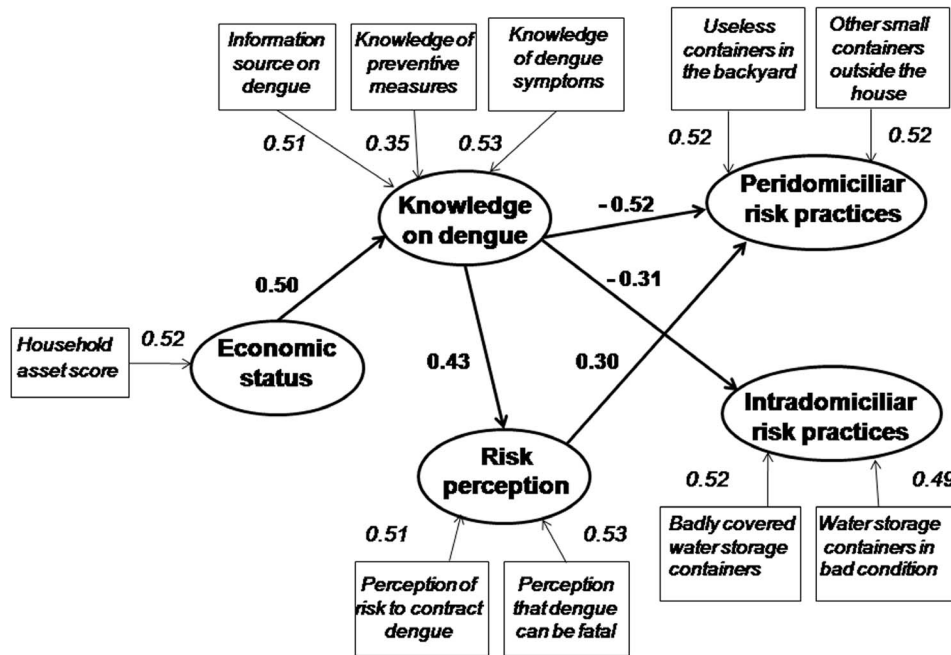 Information
source on
dengue
Knowledge of
preventive
measures
Knowledge
of dengue
symptoms
Useless
containers in
the backyard
Other small
containers
outside the
house
0.51
0.35
0.53
0.52
0.52
Knowledge
on dengue
Peridomiciliar
risk practices
- 0.52
- 0.31
0.50
Household
asset score
0.52
Economic
status
0.43
0.30
Intradomiciliar
risk practices
Risk
perception
0.51
0.53
0.52
0.49
Perception of
risk to contract
dengue
Perception
that dengue
can be fatal
Badly covered
water storage
containers
Water storage
containers in
bad condition